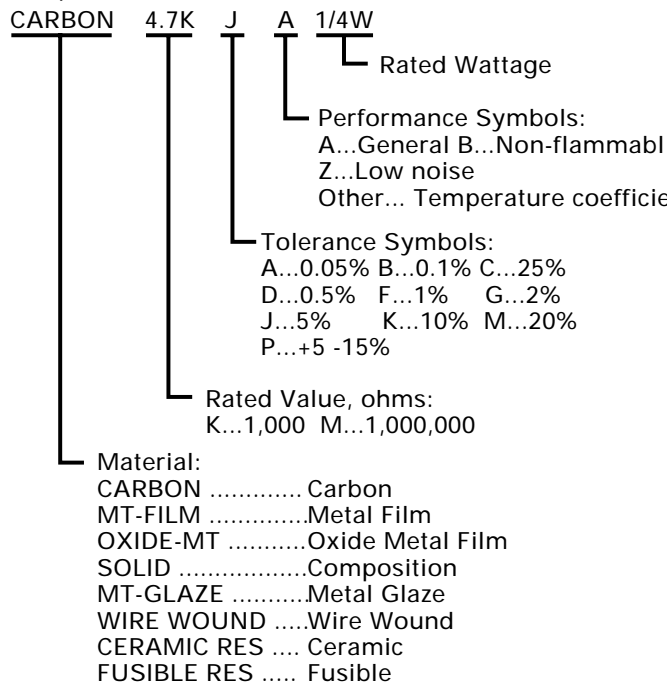 CARBON 4.7K J A 1/4W
Rated Wattage
Performance Symbols:
A...General B...Non-flammabl
Z...Low noise
Other... Temperature coefficie
Tolerance Symbols:
A...0.05% B...0.1% C...25%
D...0.5% F...1% G...2%
J...5% K...10% M...20%
P...+5 -15%
Rated Value, ohms:
K...1,000 M...1,000,000
Material:
CARBON ............. Carbon
MT-FILM ..............Metal Film
OXIDE-MT ...........Oxide Metal Film
SOLID ..................Composition
MT-GLAZE ...........Metal Glaze
WIRE WOUND .....Wire Wound
CERAMIC RES .... Ceramic
FUSIBLE RES ..... Fusible